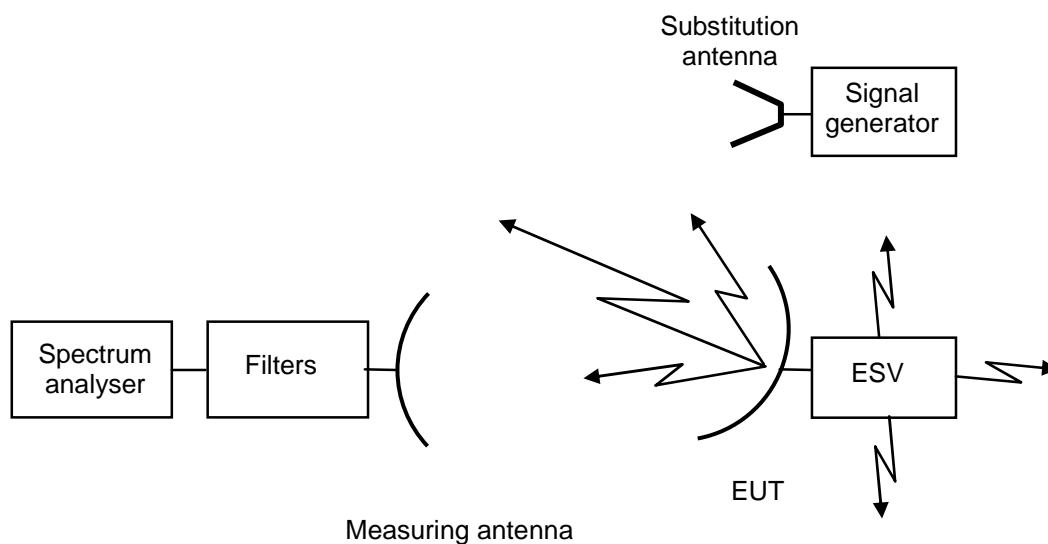 Substitution
antenna
Signal
generator
Spectrum
analyser
Filters
ESV
EUT
Measuring antenna